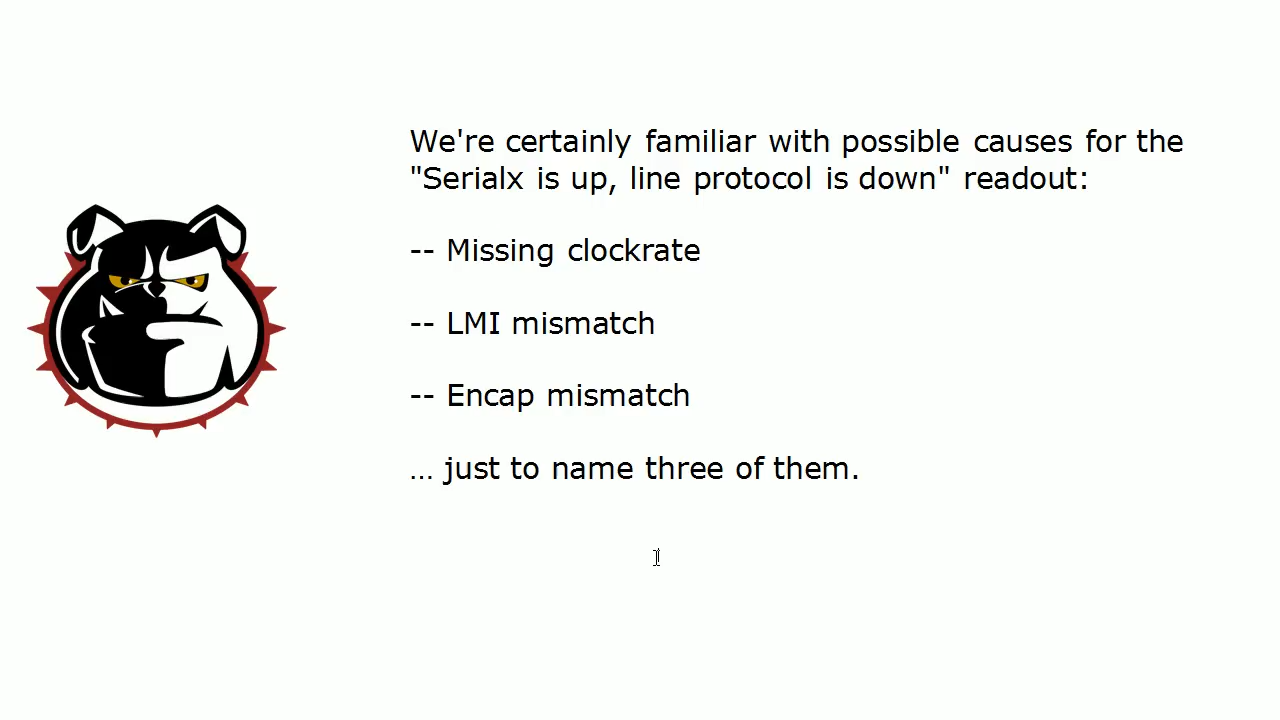 We're certainly familiar with possible causes for the
"Serialx is up, line protocol is down" readout:
-- Missing clockrate
-- LMI mismatch
-- Encap mismatch
… just to name three of them.